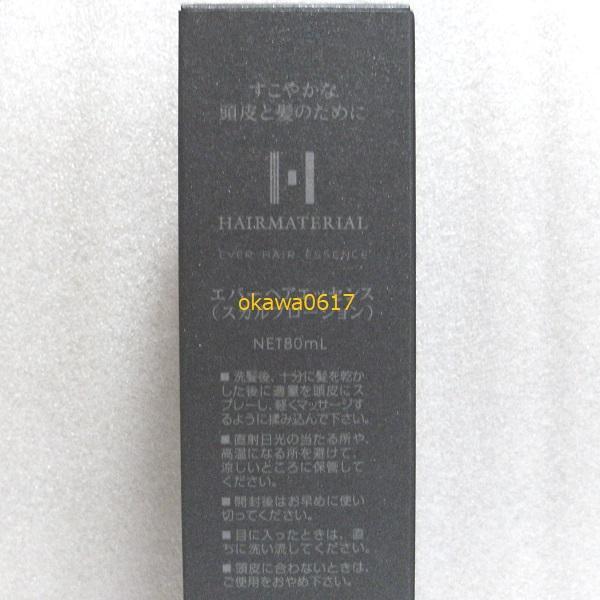 すこやかな
頭皮と髪のために
HAIRMATERIAL
EVER HAIR ESSENCE
エバーヘアエッセンス
okawa0617
(スカルプローション)
NET80mL
■洗髪後、十分に髪を乾か
した後に適量を頭皮にス
プレーし、軽くマッサージす
るように揉み込んで下さい。
■直射日光の当たる所や、
高温になる所を避けて、
涼しいところに保管して
ください。
■開封後はお早めに使い
切ってください。
■目に入ったときは、直
ちに洗い流してください。
■頭皮に合わないときは、
ご使用をおやめ下さい。